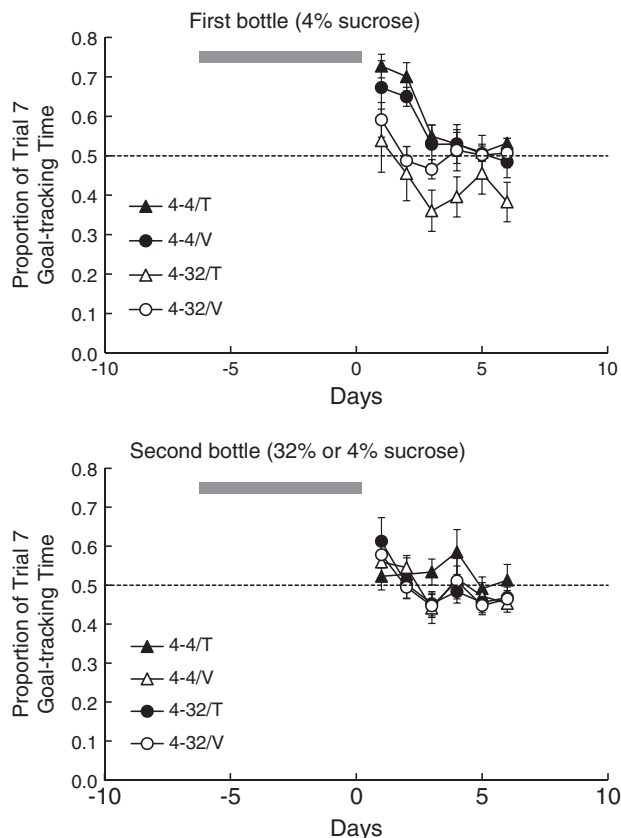 First bottle (4% sucrose)
Proportion of Trial 7
Goal-tracking Time
0.8
0.7
0.6
0.5
0.4
0.3
0.2
0.1
0.0
4-4/T
4-4/V
4-32/T
4-32/V
-10
-5
0
5
10
Days
Second bottle (32% or 4% sucrose)
Proportion of Trial 7
Goal-tracking Time
0.8
0.7
0.6
0.5
0.4
0.3
0.2
0.1
0.0
4-4/T
4-4/V
4-32/T
4-32/V
-10
-5
0
5
10
Days